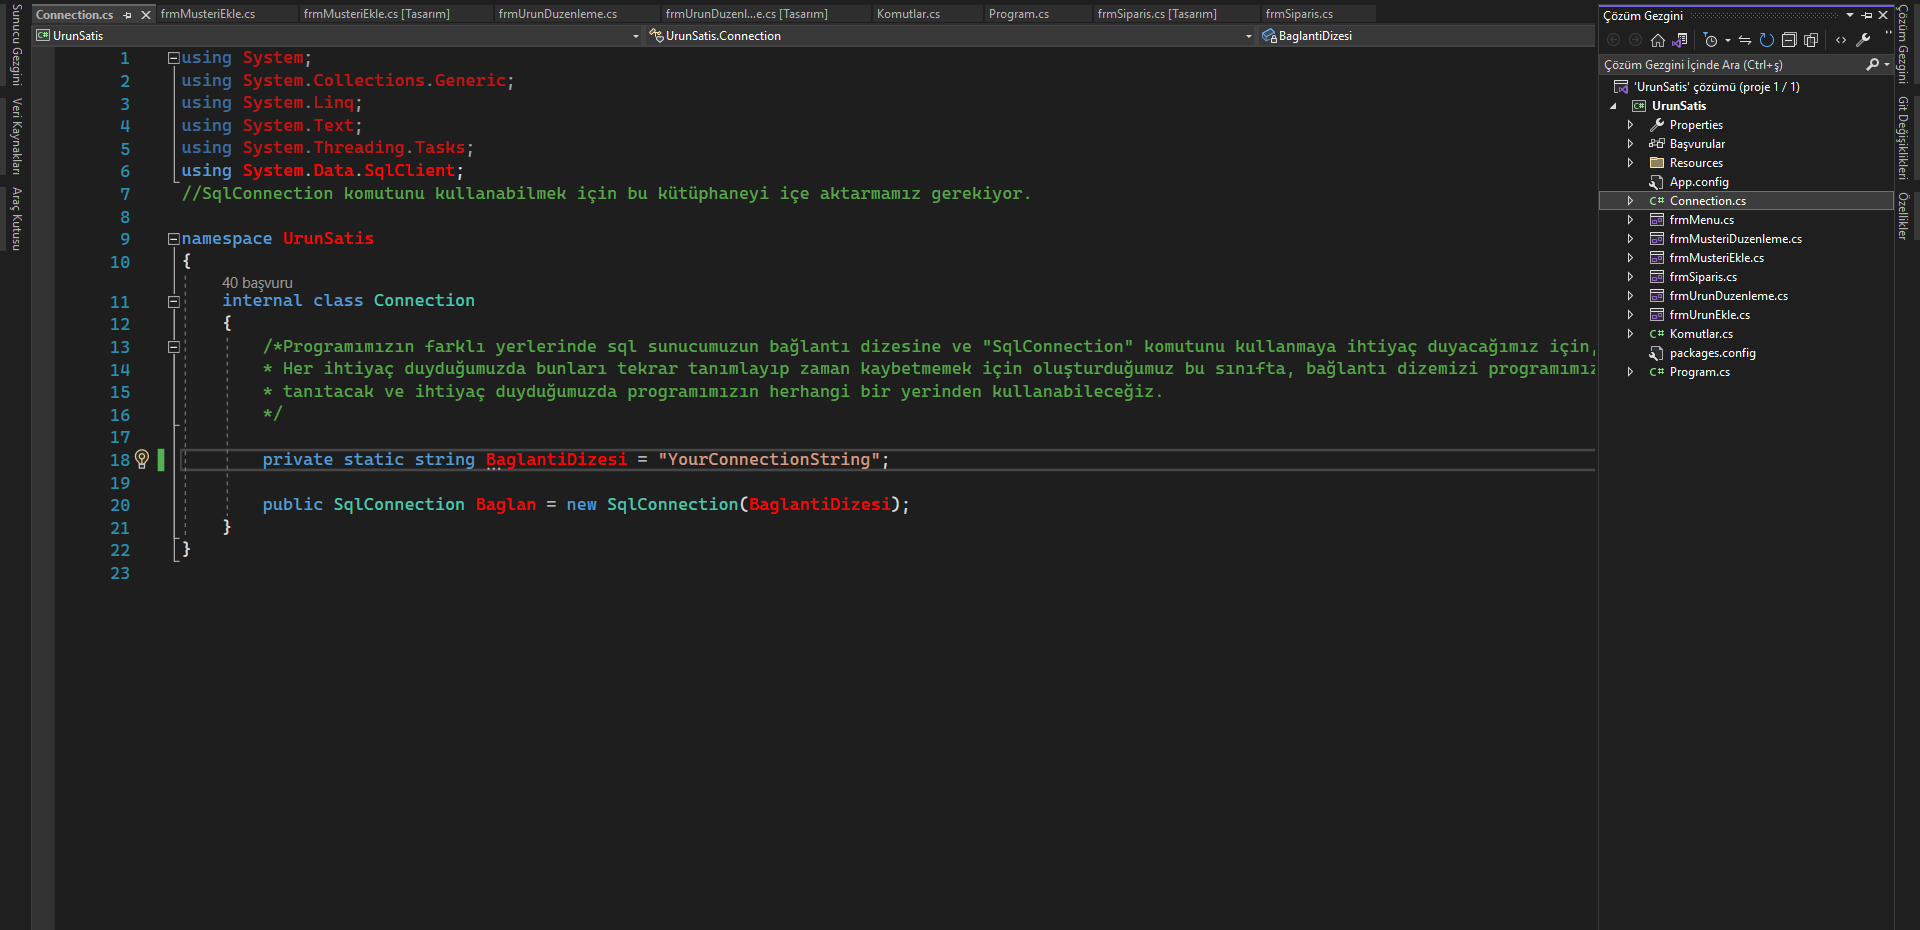 Sunucu Gezgini
Veri Kaynakları
Araç Kutusu
Connection.cs
frmMusteriEkle.cs
frmMusteriEkle.cs [Tasarım]
frmUrunDuzenleme.cs
frmUrunDuzenl...e.cs [Tasarım]
Komutlar.cs
Program.cs
frmSiparis.cs [Tasarım]
frmSiparis.cs
UrunSatis
UrunSatis.Connection
BaglantiDizesi
1 using System;
2 using System.Collections.Generic;
3 using System.Linq;
4 using System.Text;
5 using System.Threading.Tasks;
6 using System.Data.SqlClient;
7 //SqlConnection komutunu kullanabilmek için bu kütüphaneyi içe aktarmamız gerekiyor.
8
9 namespace UrunSatis
10 {
40 başvuru
11 internal class Connection
12 {
13 /*Programımızın farklı yerlerinde sql sunucumuzun bağlantı dizesine ve "SqlConnection" komutunu kullanmaya ihtiyaç duyacağımız için,
14 * Her ihtiyaç duyduğumuzda bunları tekrar tanımlayıp zaman kaybetmemek için oluşturduğumuz bu sınıfta, bağlantı dizemizi programımız
15 * tanıtacak ve ihtiyaç duyduğumuzda programımızın herhangi bir yerinden kullanabileceğiz.
16 */
17
18 private static string BaglantiDizesi = "YourConnectionString";
19
20 public SqlConnection Baglan = new SqlConnection(BaglantiDizesi);
21 }
22 }
23
Çözüm Gezgini
Çözüm Gezgini İçinde Ara (Ctrl+ş)
'UrunSatis' çözümü (proje 1 / 1)
UrunSatis
Properties
Başvurular
Resources
App.config
C# Connection.cs
frmMenu.cs
frmMusteriDuzenleme.cs
frmMusteriEkle.cs
frmSiparis.cs
frmUrunDuzenleme.cs
frmUrunEkle.cs
C# Komutlar.cs
packages.config
C# Program.cs
Çözüm Gezgini
Git Değişiklikleri
Özellikler